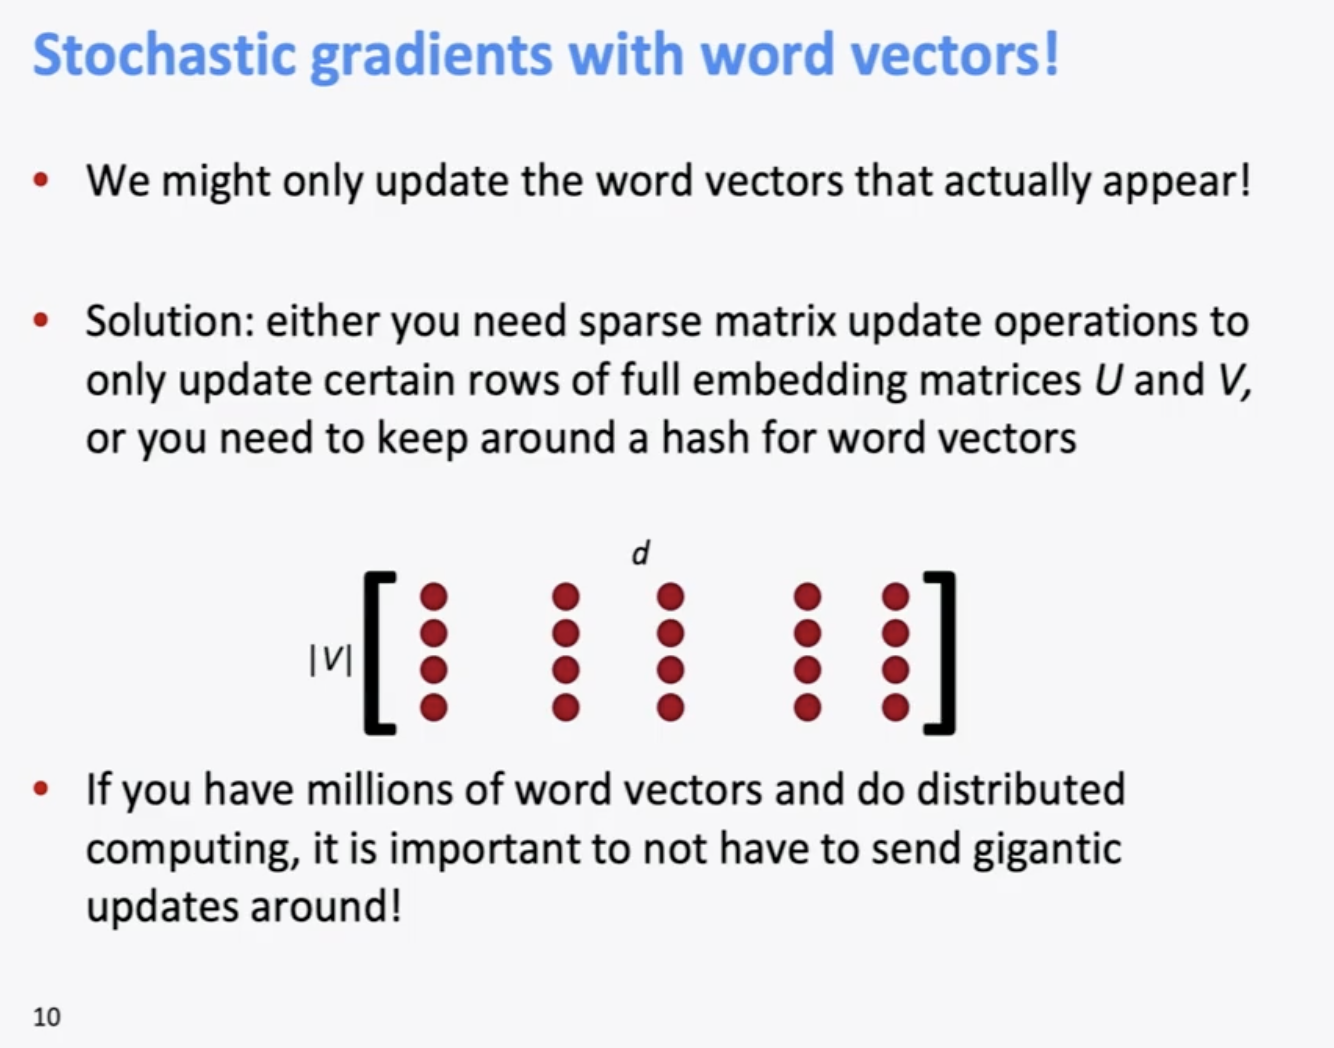 Stochastic gradients with word vectors!
• We might only update the word vectors that actually appear!
• Solution: either you need sparse matrix update operations to
only update certain rows of full embedding matrices U and V,
or you need to keep around a hash for word vectors
d
|V|
• If you have millions of word vectors and do distributed
computing, it is important to not have to send gigantic
updates around!
10